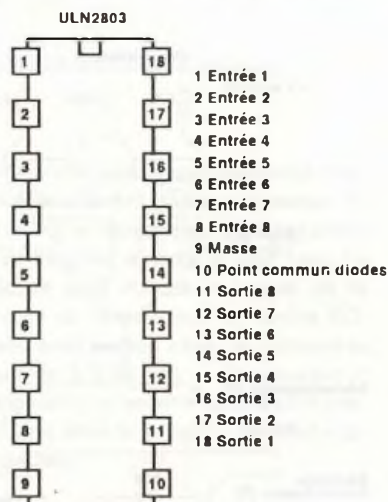 ULN2803
1 18
2 17
3 16
4 15
5 14
6 13
7 12
8 11
9 10
1 Entrée 1
2 Entrée 2
3 Entrée 3
4 Entrée 4
5 Entrée 5
6 Entrée 6
7 Entrée 7
8 Entrée 8
9 Masse
10 Point commun diodes
11 Sortie 8
12 Sortie 7
13 Sortie 6
14 Sortie 5
15 Sortie 4
16 Sortie 3
17 Sortie 2
18 Sortie 1